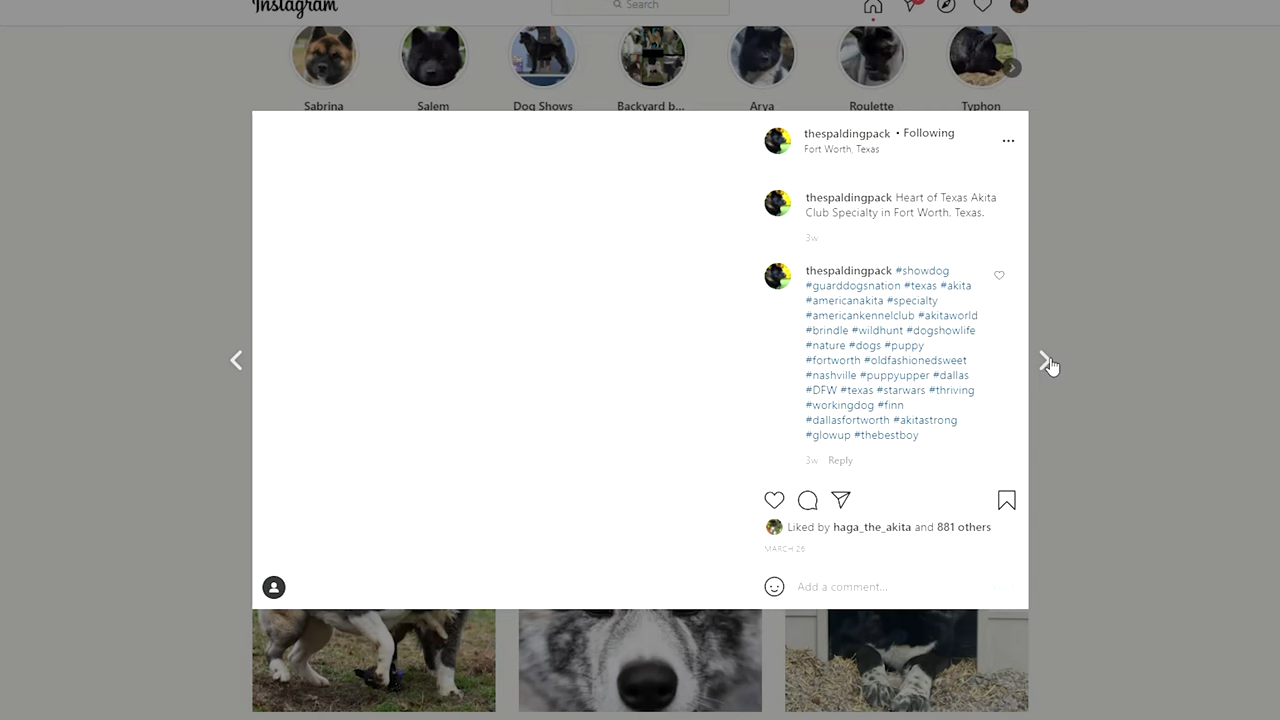 Instagram
Search
Sabrina
Salem
Dog Shows
Backyard b...
Arya
Roulette
Typhon
thespaldingpack • Following
Fort Worth, Texas
thespaldingpack Heart of Texas Akita
Club Specialty in Fort Worth, Texas.
3w
thespaldingpack #showdog
#guarddogsnation #texas #akita
#americanakita #specialty
#americankennelclub #akitaworld
#brindle #wildhunt #dogshowlife
#nature #dogs #puppy
#fortworth #oldfashionedsweet
#nashville #puppyupper #dallas
#DFW #texas #starwars #thriving
#workingdog #finn
#dallasfortworth #akitastrong
#glowup #thebestboy
3w Reply
Liked by haga_the_akita and 881 others
MARCH 26
Add a comment...